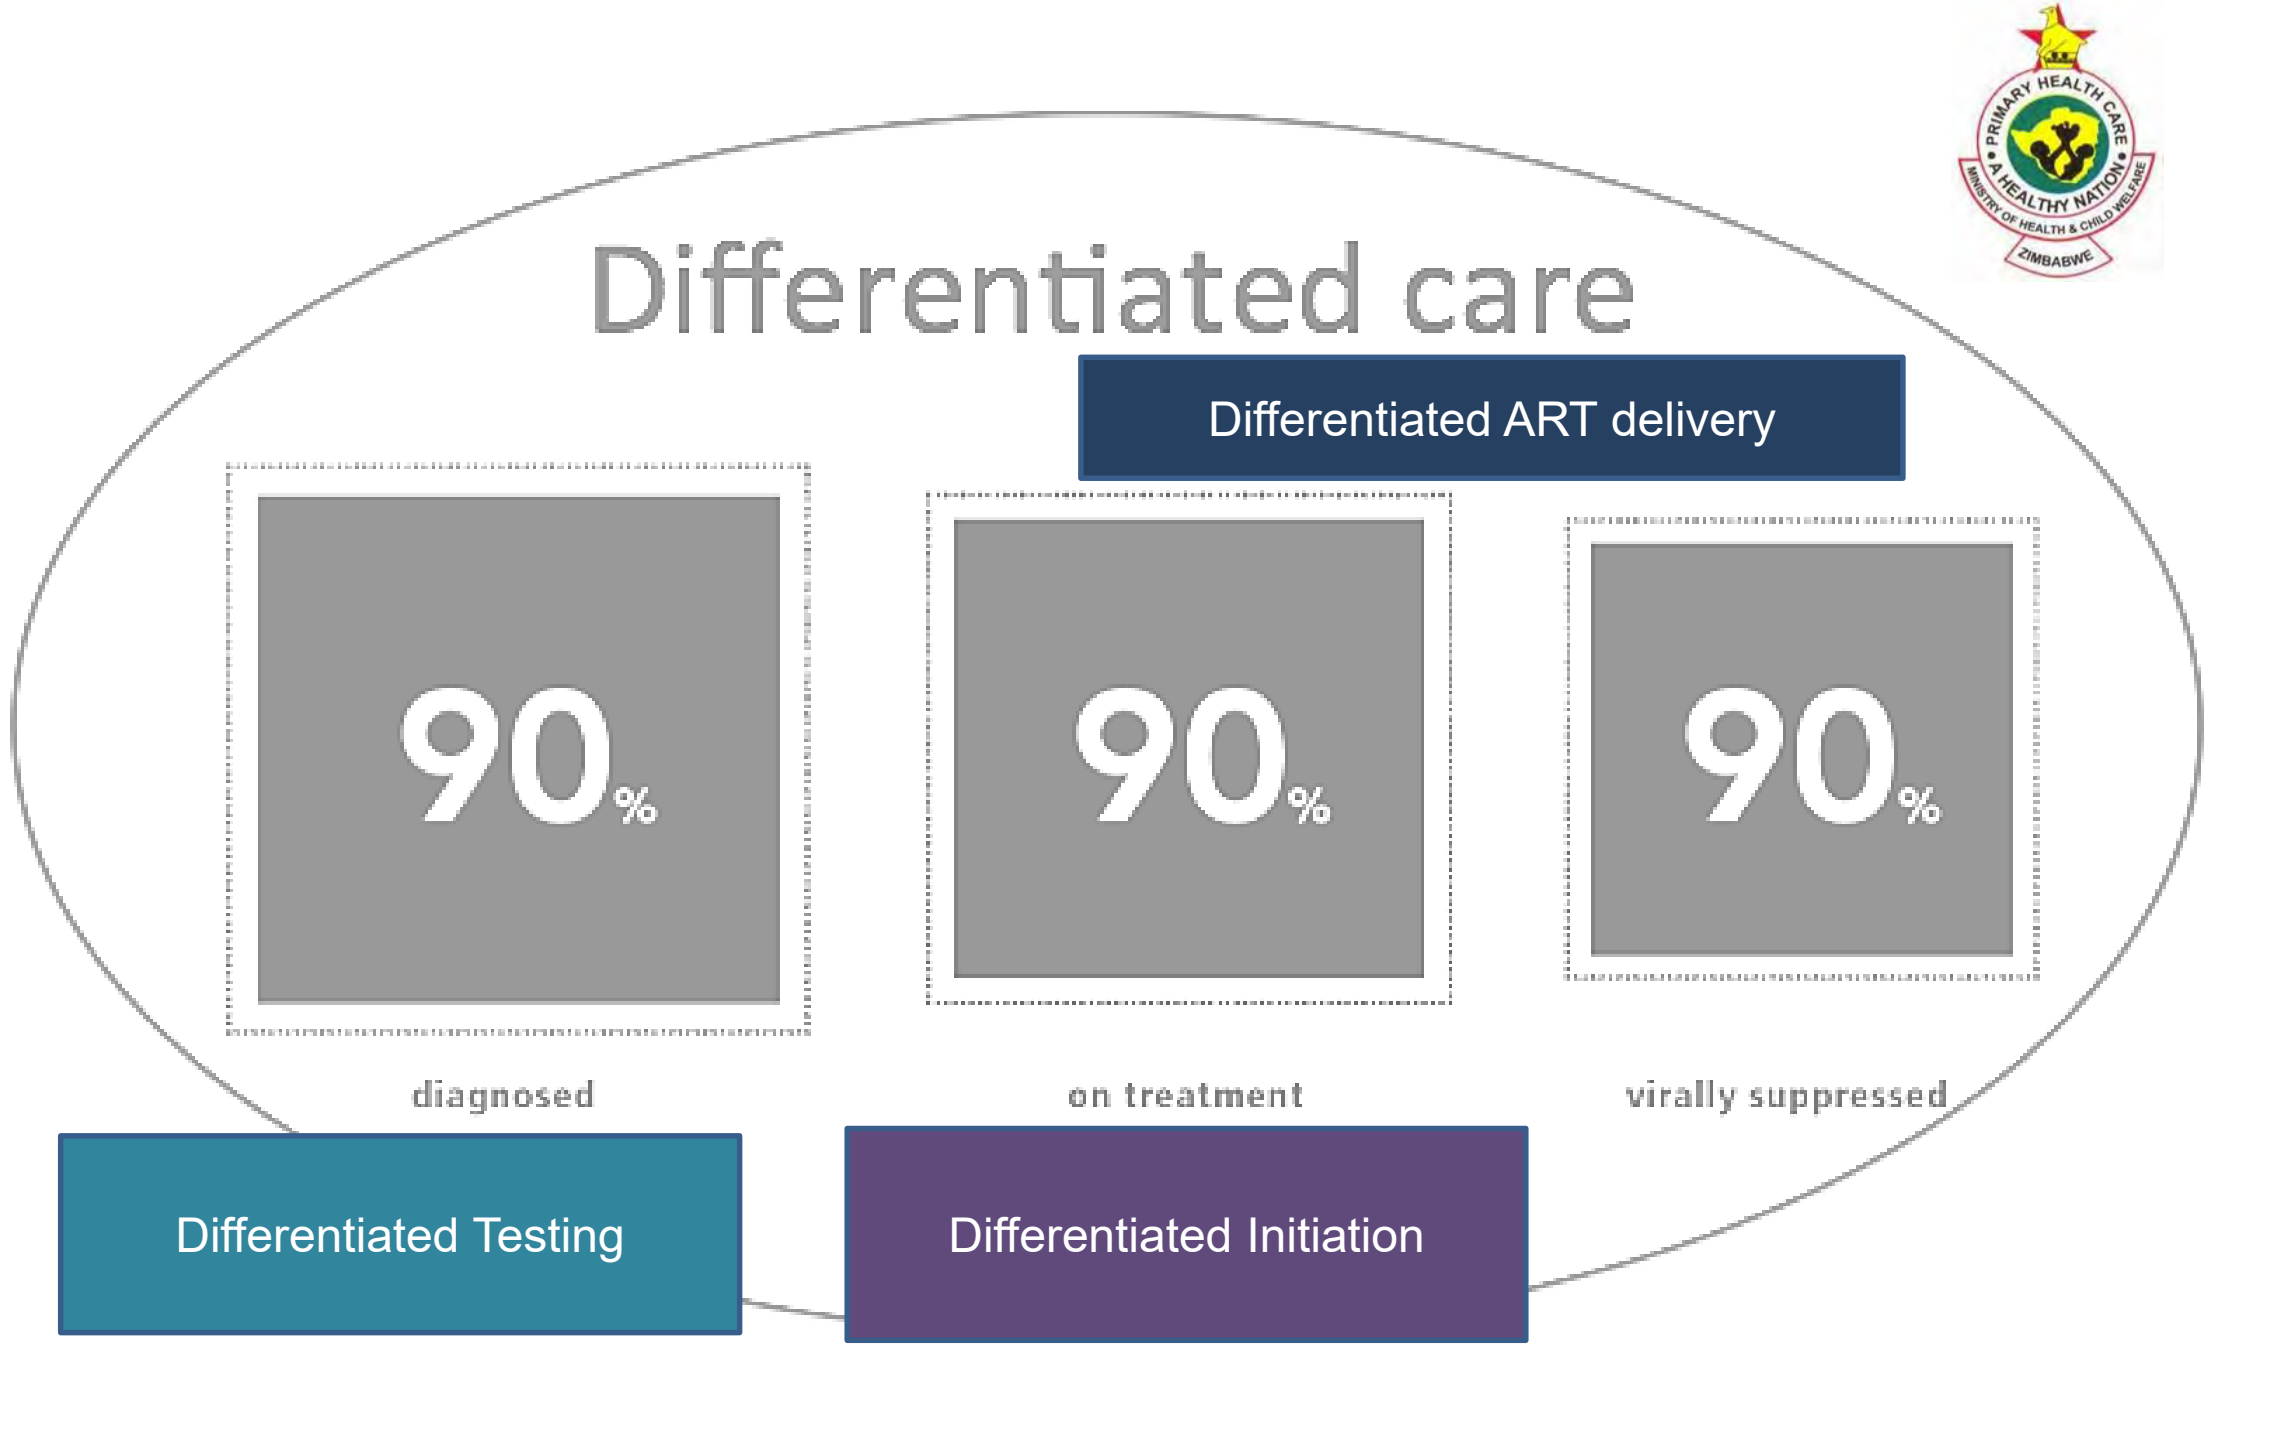 PRIMARY HEALTH CARE
A HEALTHY NATION
MINISTRY OF HEALTH & CHILD WELFARE
ZIMBABWE
Differentiated care
Differentiated ART delivery
90%
90%
90%
diagnosed
on treatment
virally suppressed
Differentiated Testing
Differentiated Initiation